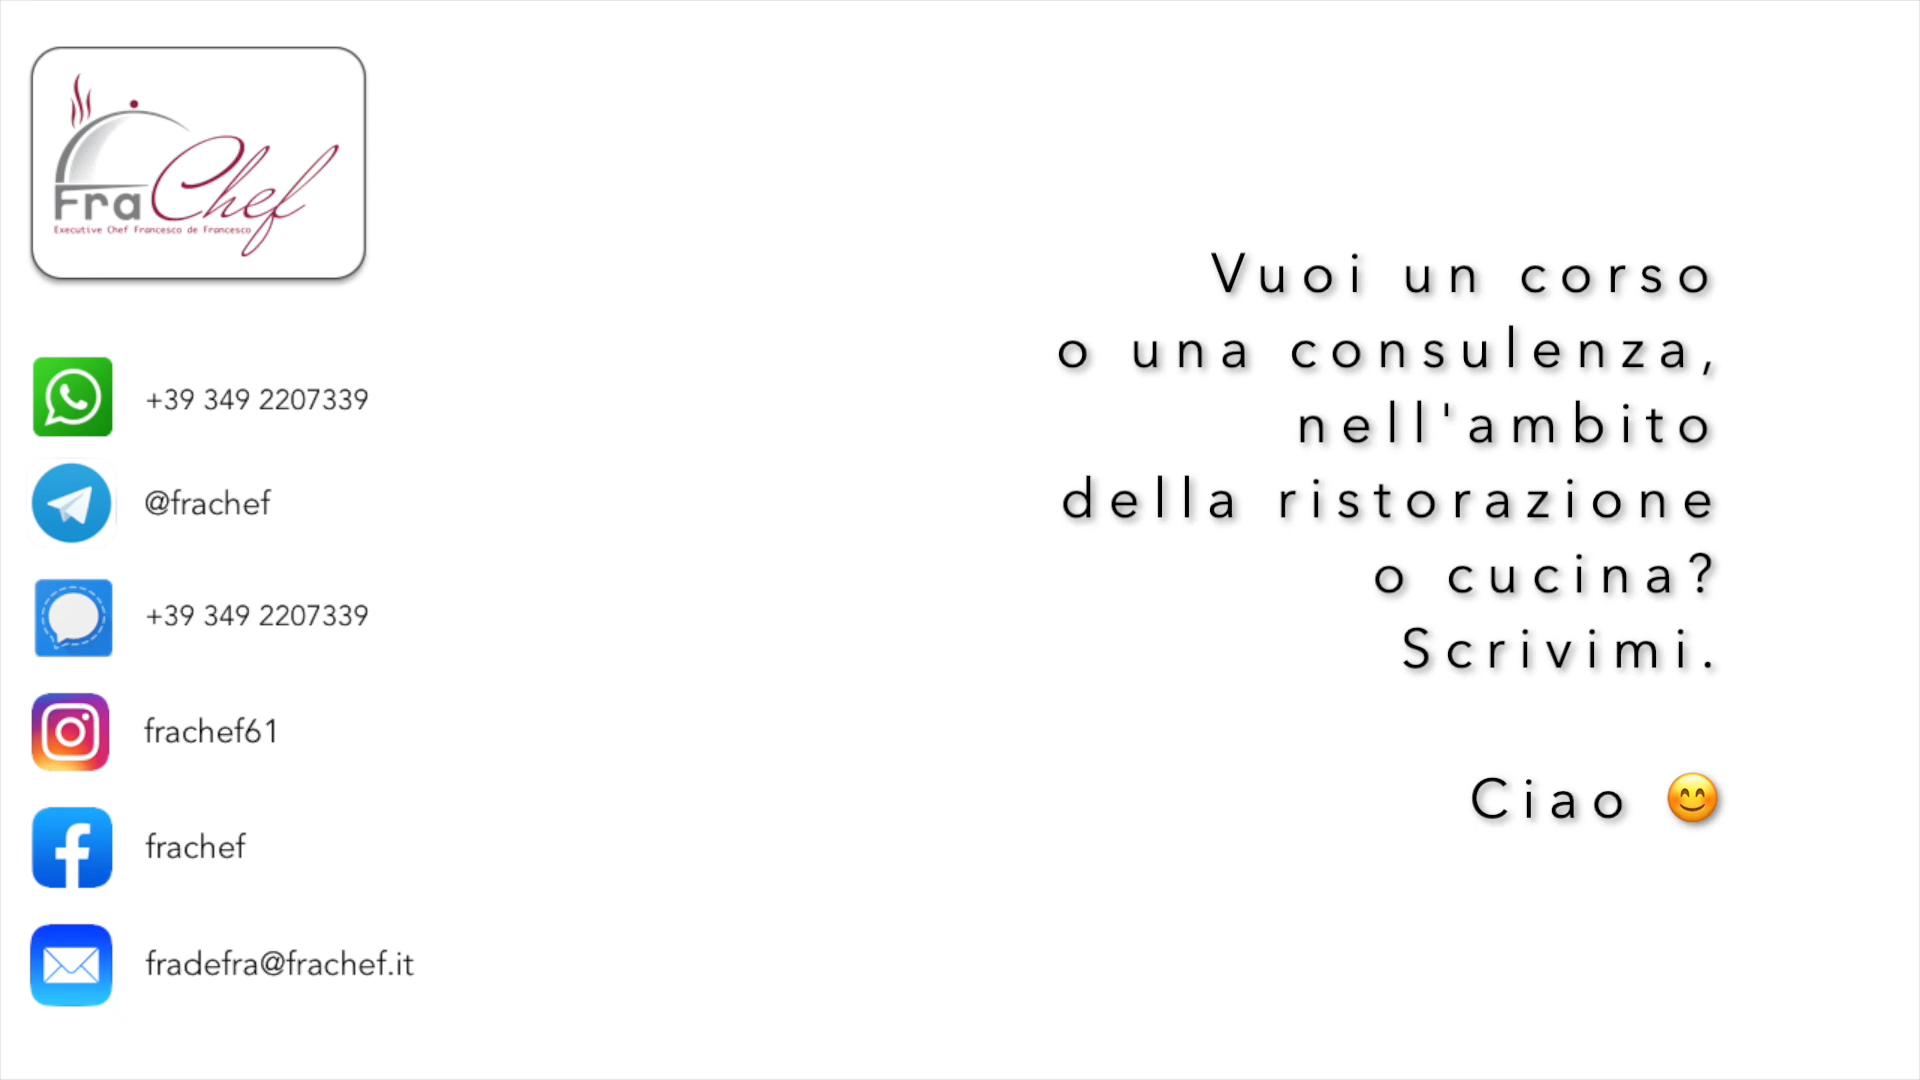 Fra Chef
Executive Chef Francesco de Francesco
+39 349 2207339
@frachef
+39 349 2207339
frachef61
frachef
fradefra@frachef.it
Vuoi un corso
o una consulenza,
nell'ambito
della ristorazione
o cucina?
Scrivimi.
Ciao 😊